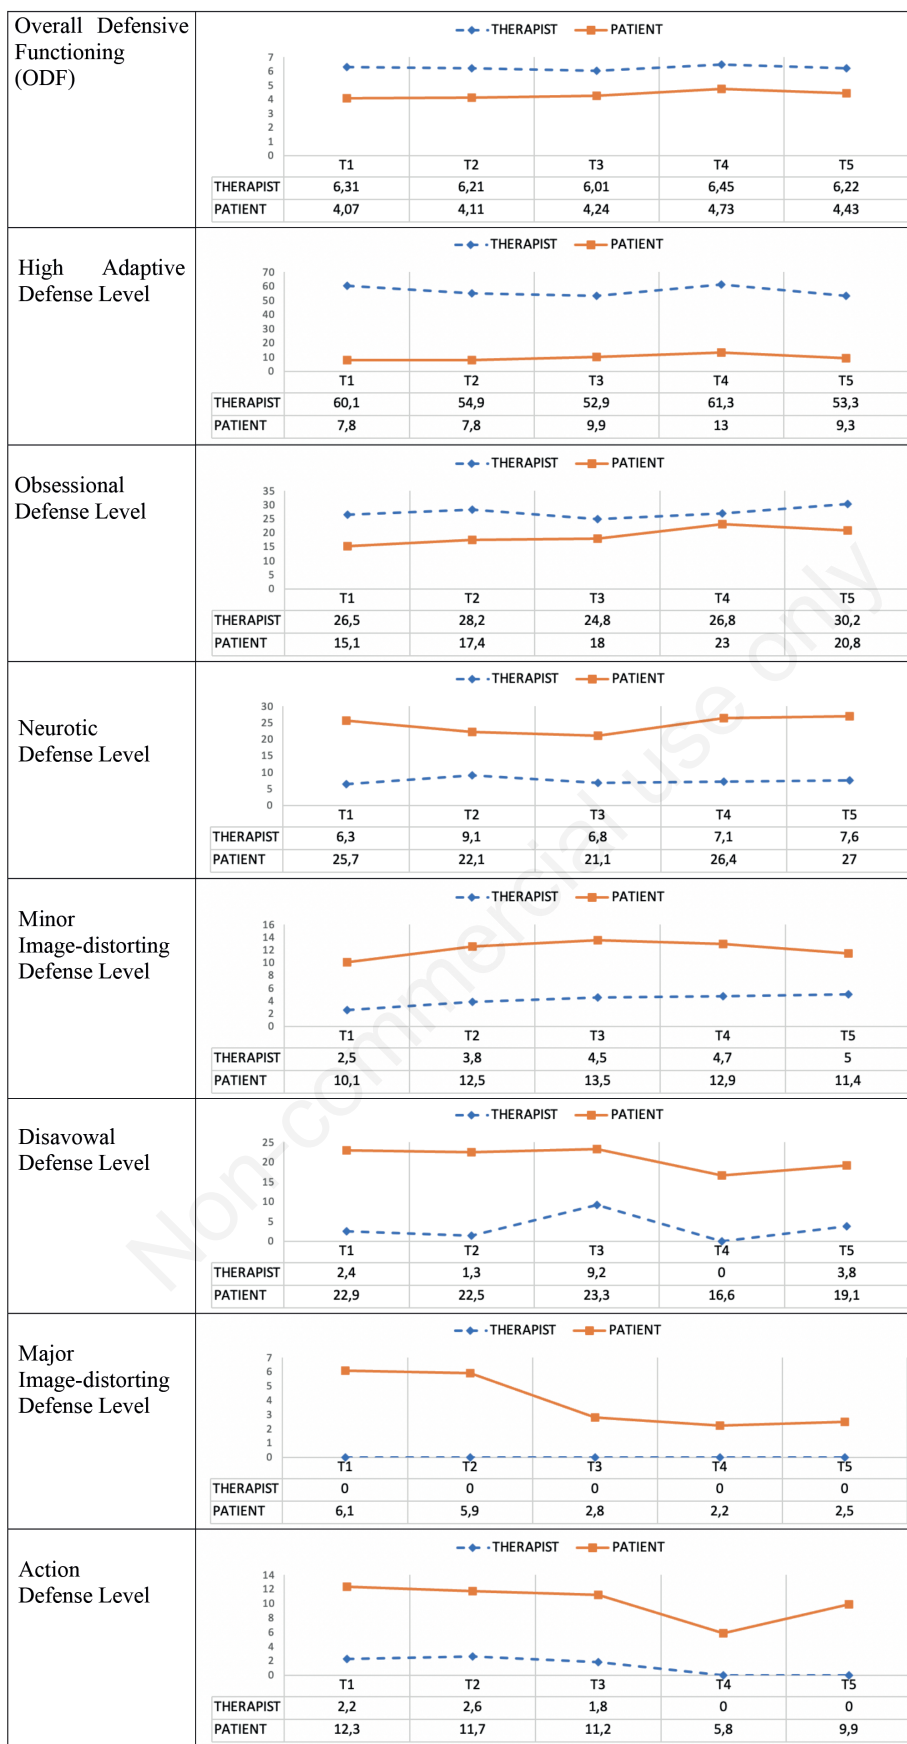 Overall Defensive
Functioning
(ODF)
THERAPIST PATIENT
7
6
5
4
3
2
1
0
T1 T2 T3 T4 T5
THERAPIST 6,31 6,21 6,01 6,45 6,22
PATIENT 4,07 4,11 4,24 4,73 4,43
High Adaptive
Defense Level
THERAPIST PATIENT
70
60
50
40
30
20
10
0
T1 T2 T3 T4 T5
THERAPIST 60,1 54,9 52,9 61,3 53,3
PATIENT 7,8 7,8 9,9 13 9,3
Obsessional
Defense Level
THERAPIST PATIENT
35
30
25
20
15
10
5
0
T1 T2 T3 T4 T5
THERAPIST 26,5 28,2 24,8 26,8 30,2
PATIENT 15,1 17,4 18 23 20,8
Neurotic
Defense Level
THERAPIST PATIENT
30
25
20
15
10
5
0
T1 T2 T3 T4 T5
THERAPIST 6,3 9,1 6,8 7,1 7,6
PATIENT 25,7 22,1 21,1 26,4 27
Minor
Image-distorting
Defense Level
THERAPIST PATIENT
16
14
12
10
8
6
4
2
0
T1 T2 T3 T4 T5
THERAPIST 2,5 3,8 4,5 4,7 5
PATIENT 10,1 12,5 13,5 12,9 11,4
Disavowal
Defense Level
THERAPIST PATIENT
25
20
15
10
5
0
T1 T2 T3 T4 T5
THERAPIST 2,4 1,3 9,2 0 3,8
PATIENT 22,9 22,5 23,3 16,6 19,1
Major
Image-distorting
Defense Level
THERAPIST PATIENT
7
6
5
4
3
2
1
0
T1 T2 T3 T4 T5
THERAPIST 0 0 0 0 0
PATIENT 6,1 5,9 2,8 2,2 2,5
Action
Defense Level
THERAPIST PATIENT
14
12
10
8
6
4
2
0
T1 T2 T3 T4 T5
THERAPIST 2,2 2,6 1,8 0 0
PATIENT 12,3 11,7 11,2 5,8 9,9
Non-commercial use only